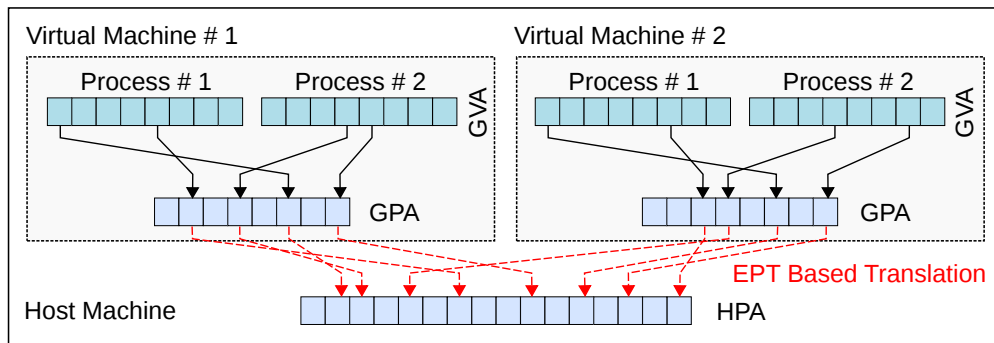 Virtual Machine # 1
Virtual Machine # 2
Process # 1
Process # 2
GVA
Process # 1
Process # 2
GVA
GPA
GPA
EPT Based Translation
Host Machine
HPA